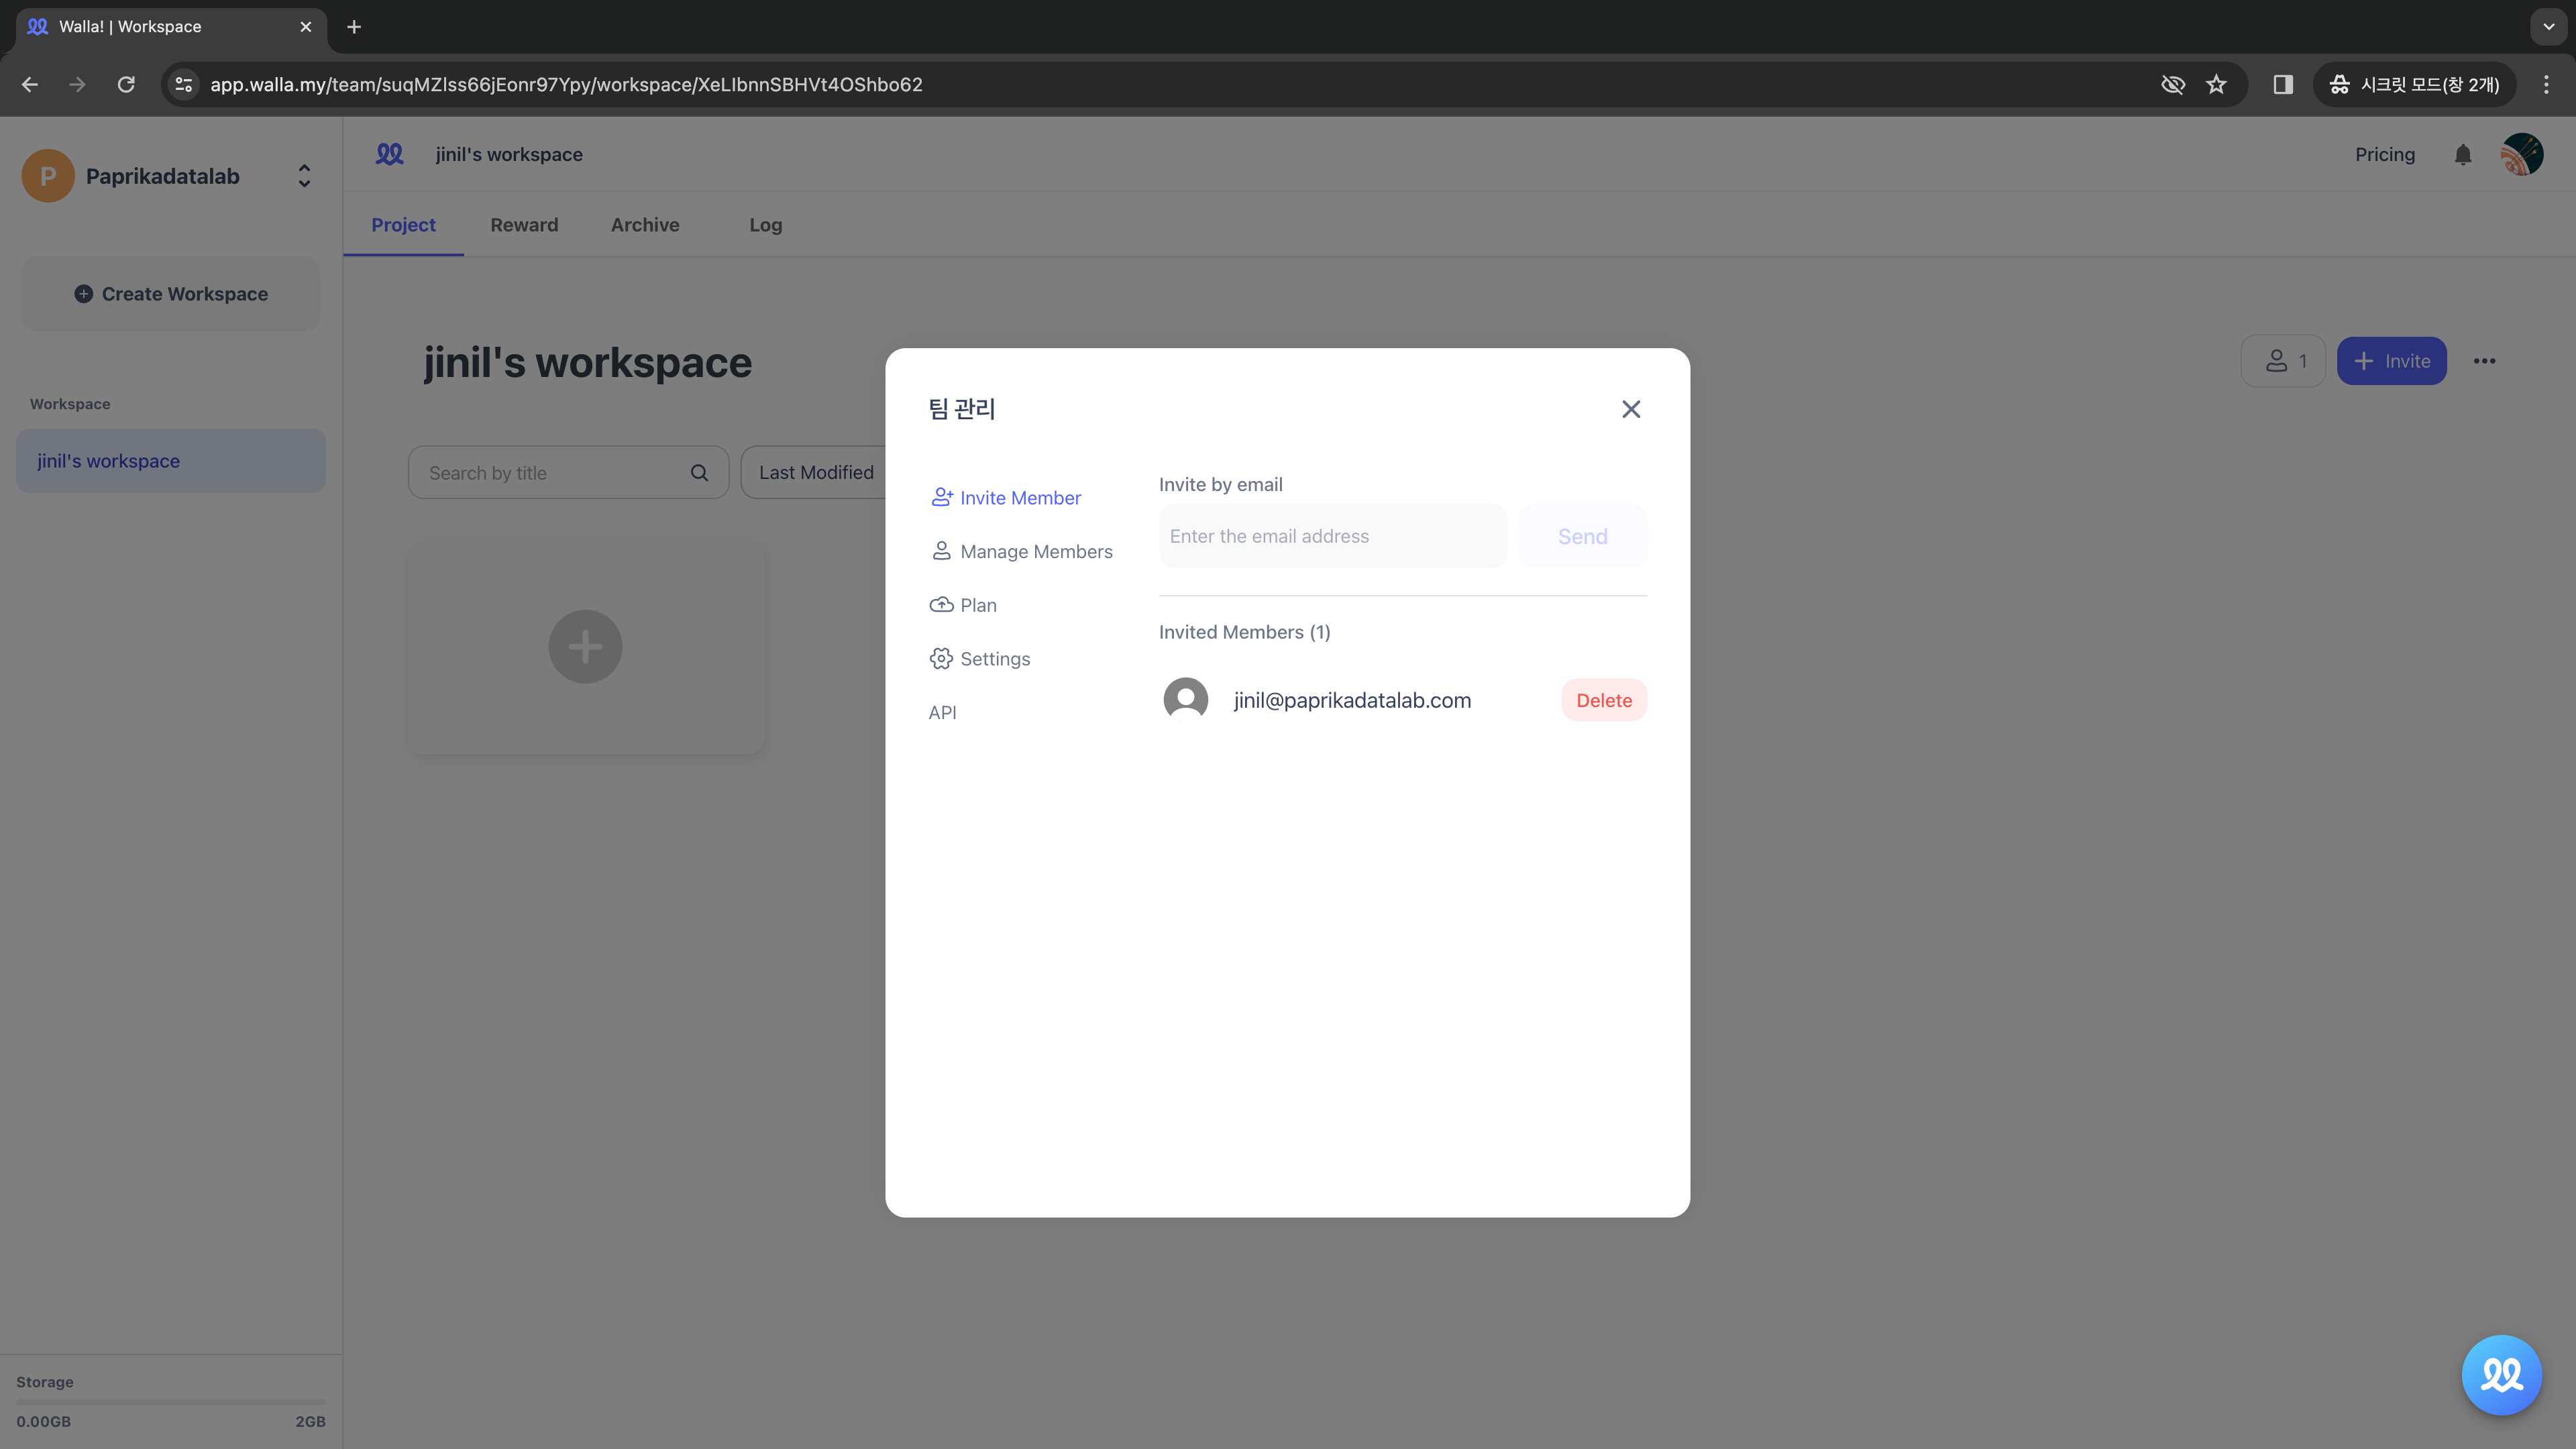 Walla! | Workspace
app.walla.my/team/suqMZlss66jEonr97Ypy/workspace/XeLIbnnSBHVt4OShbo62
시크릿 모드(창 2개)
P
Paprikadatalab
Create Workspace
Workspace
jinil's workspace
Storage
0.00GB
2GB
jinil's workspace
Pricing
Project
Reward
Archive
Log
jinil's workspace
1
Invite
Search by title
Last Modified
팀 관리
Invite Member
Manage Members
Plan
Settings
API
Invite by email
Enter the email address
Send
Invited Members (1)
jinil@paprikadatalab.com
Delete